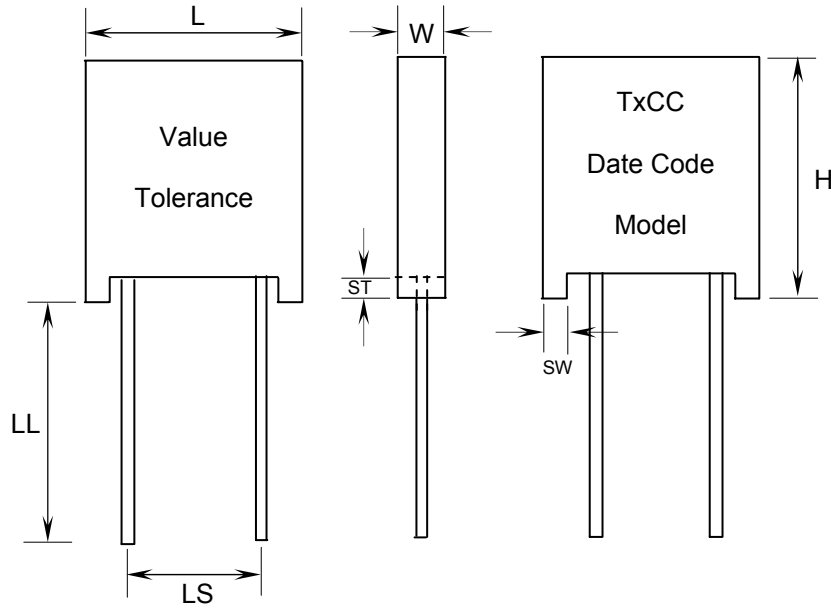 L
W
Value
Tolerance
TxCC
Date Code
Model
H
ST
SW
LL
LS